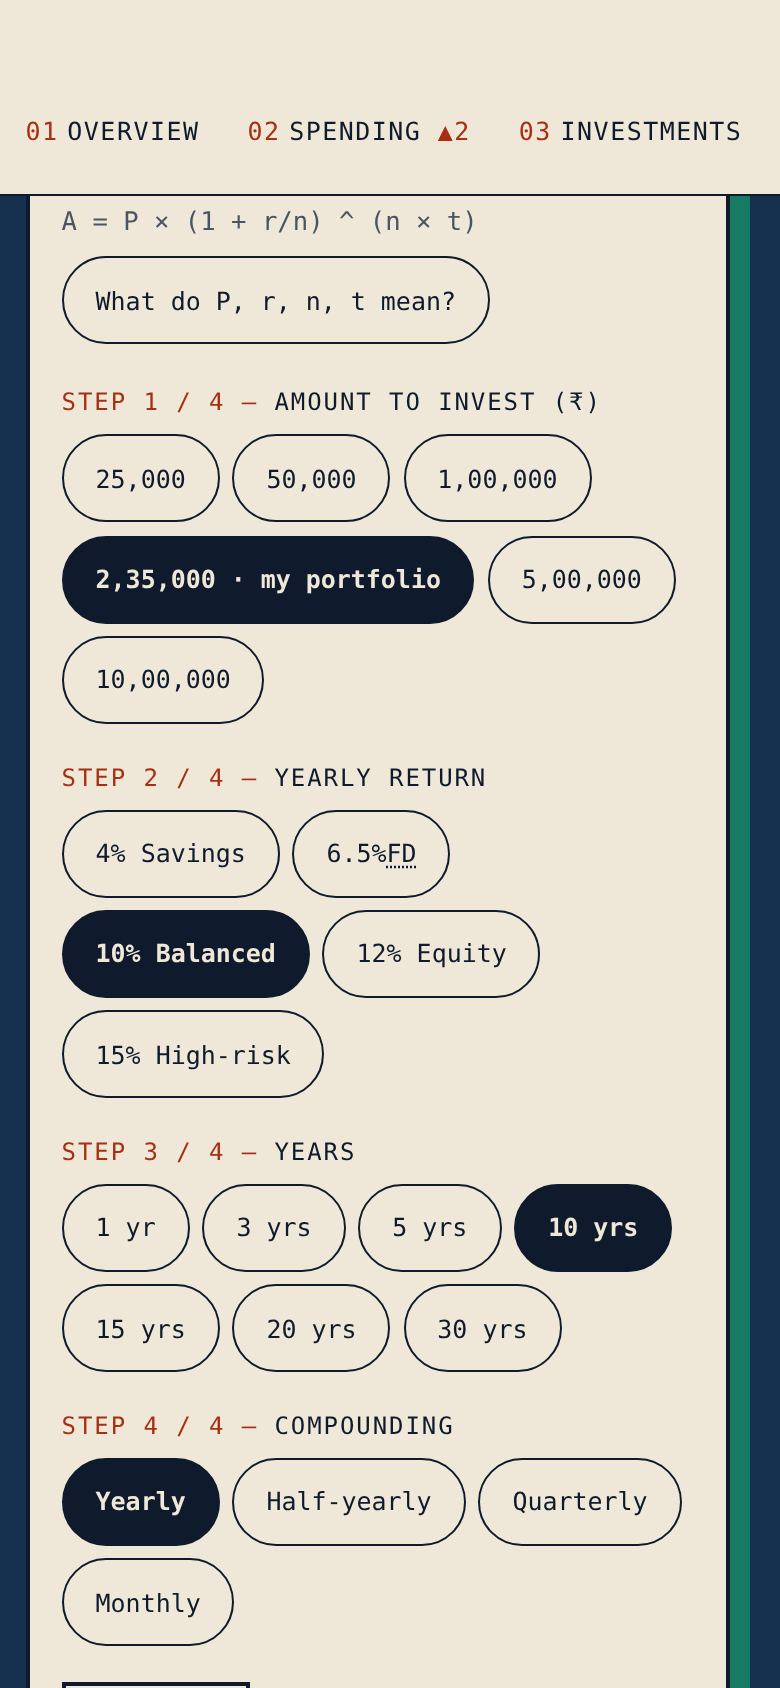 01 OVERVIEW 02 SPENDING ▲2 03 INVESTMENTS
A = P × (1 + r/n) ^ (n × t)
What do P, r, n, t mean?
STEP 1 / 4 — AMOUNT TO INVEST (₹)
25,000 50,000 1,00,000
2,35,000 · my portfolio 5,00,000
10,00,000
STEP 2 / 4 — YEARLY RETURN
4% Savings 6.5%FD
10% Balanced 12% Equity
15% High-risk
STEP 3 / 4 — YEARS
1 yr 3 yrs 5 yrs 10 yrs
15 yrs 20 yrs 30 yrs
STEP 4 / 4 — COMPOUNDING
Yearly Half-yearly Quarterly
Monthly